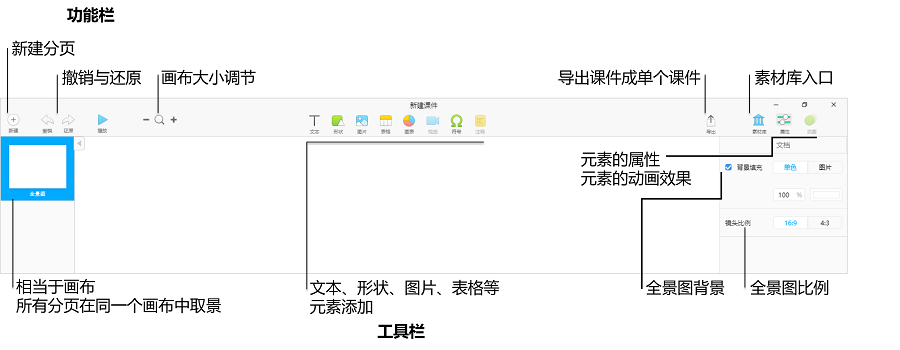 功能栏
新建分页
撤销与还原
画布大小调节
导出课件成单个课件
素材库入口
新建课件
新建
撤销
还原
播放
文本
形状
图片
表格
图表
视频
符号
注释
导出
素材库
属性
动画
文档
元素的属性
元素的动画效果
背景填充
单色
图片
100 %
全景图
镜头比例
16:9
4:3
相当于画布
所有分页在同一个画布中取景
文本、形状、图片、表格等
元素添加
全景图背景
全景图比例
工具栏